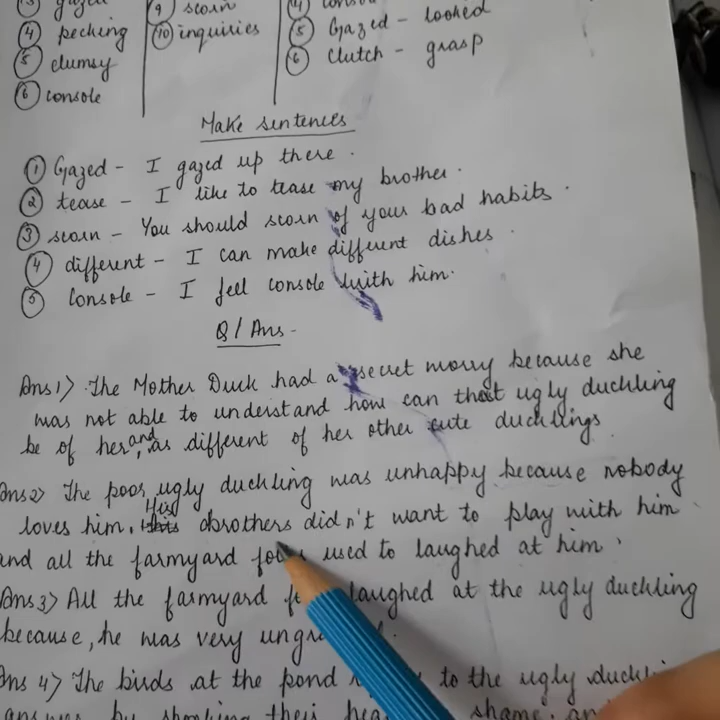 ③ gazed
④ pecking
⑤ clumsy
⑥ console
⑨ scorn
⑩ inquiries
④
⑤ Gazed - looked
⑥ Clutch - grasp
Make sentences
① Gazed - I gazed up there.
② tease - I like to tease my brother.
③ scorn - You should scorn of your bad habits.
④ different - I can make different dishes.
⑤ Console - I fell console with him.
Q/Ans-
Ans1) The Mother Duck had a secret worry because she
was not able to understand how can that ugly duckling
be of her, and as different of her other cute ducklings
Ans2) The poor ugly duckling was unhappy because nobody
loves him. His brothers didn't want to play with him
and all the farmyard used to laughed at him.
Ans3) All the farmyard laughed at the ugly duckling
because, he was very
Ans 4) The birds at the pond to the ugly
by their